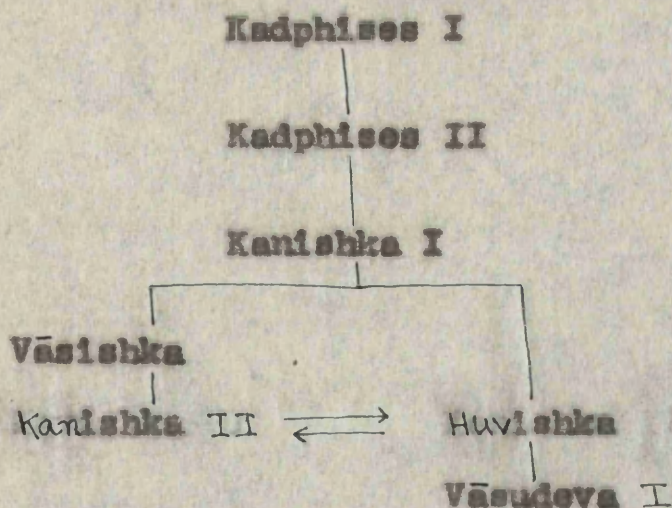 Kadphises I
Kadphises II
Kanishka I
Vāsishka
Kanishka II
Huvishka
Vāsudeva I